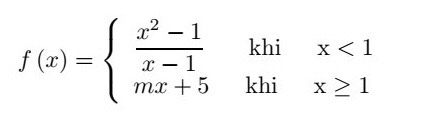 f (x) = { x² − 1 / x − 1 khi x < 1
mx + 5 khi x ≥ 1